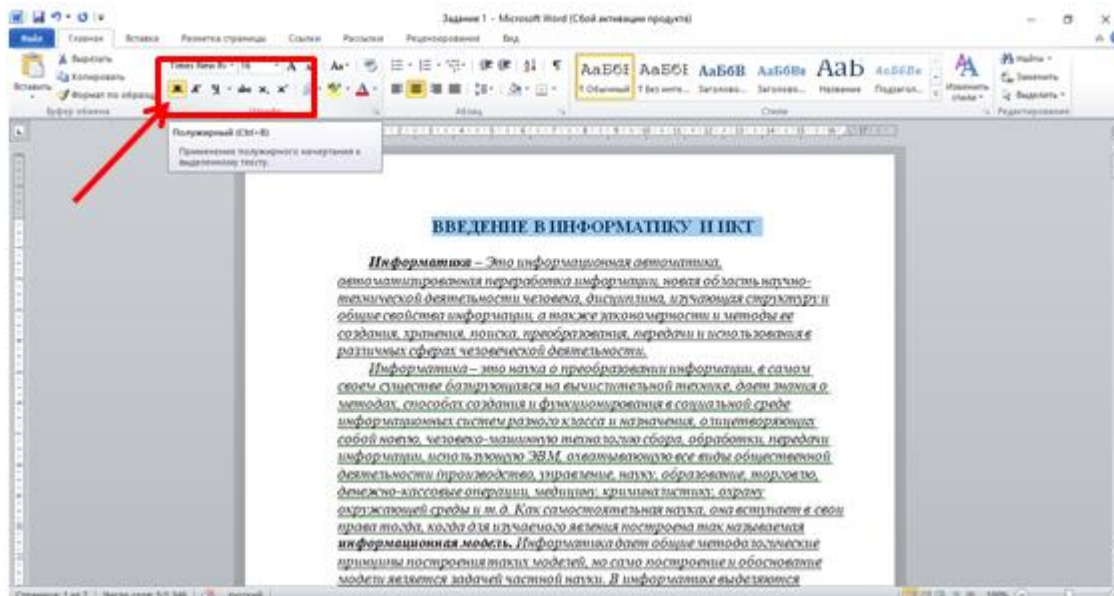 Задание 1 - Microsoft Word (Сбой активации продукта)
Файл Главная Вставка Разметка страницы Ссылки Рассылки Рецензирование Вид
Вырезать
Копировать
Формат по образцу
Вставить
Буфер обмена
Times New Ro 16
Ж К Ч abc x, x'
Шрифт
Абзац
АаБбВ АаБбВ АаБбВ АаБбВв АаЬ АаБбВв
Обычный Без инте... Заголово... Заголово... Название Подзагол...
Изменить стили
Стили
Найти
Заменить
Выделить
Редактирование
Полужирный (Ctrl+B)
Применение полужирного начертания к
выделенному тексту.
ВВЕДЕНИЕ В ИНФОРМАТИКУ И ИКТ
Информатика – Это информационная автоматика,
автоматизированная переработка информации, новая область научно-
технической деятельности человека, дисциплина, изучающая структуру и
общие свойства информации, а также закономерности и методы ее
создания, хранения, поиска, преобразования, передачи и использования в
различных сферах человеческой деятельности.
Информатика – это наука о преобразовании информации, в самом
своем существе базирующаяся на вычислительной технике, дает знания о
методах, способах создания и функционирования в социальной среде
информационных систем разного класса и назначения, олицетворяющих
собой новую, человеко-машинную технологию сбора, обработки, передачи
информации, использующую ЭВМ, охватывающую все виды общественной
деятельности (производство, управление, науку, образование, торговлю,
денежно-кассовые операции, медицину, криминалистику, охрану
окружающей среды и т.д. Как самостоятельная наука, она вступает в свои
права тогда, когда для изучаемого явления построена так называемая
информационная модель. Информатика дает общие методологические
принципы построения таких моделей, но само построение и обоснование
модели является задачей частной науки. В информатике выделяются
русский 100%